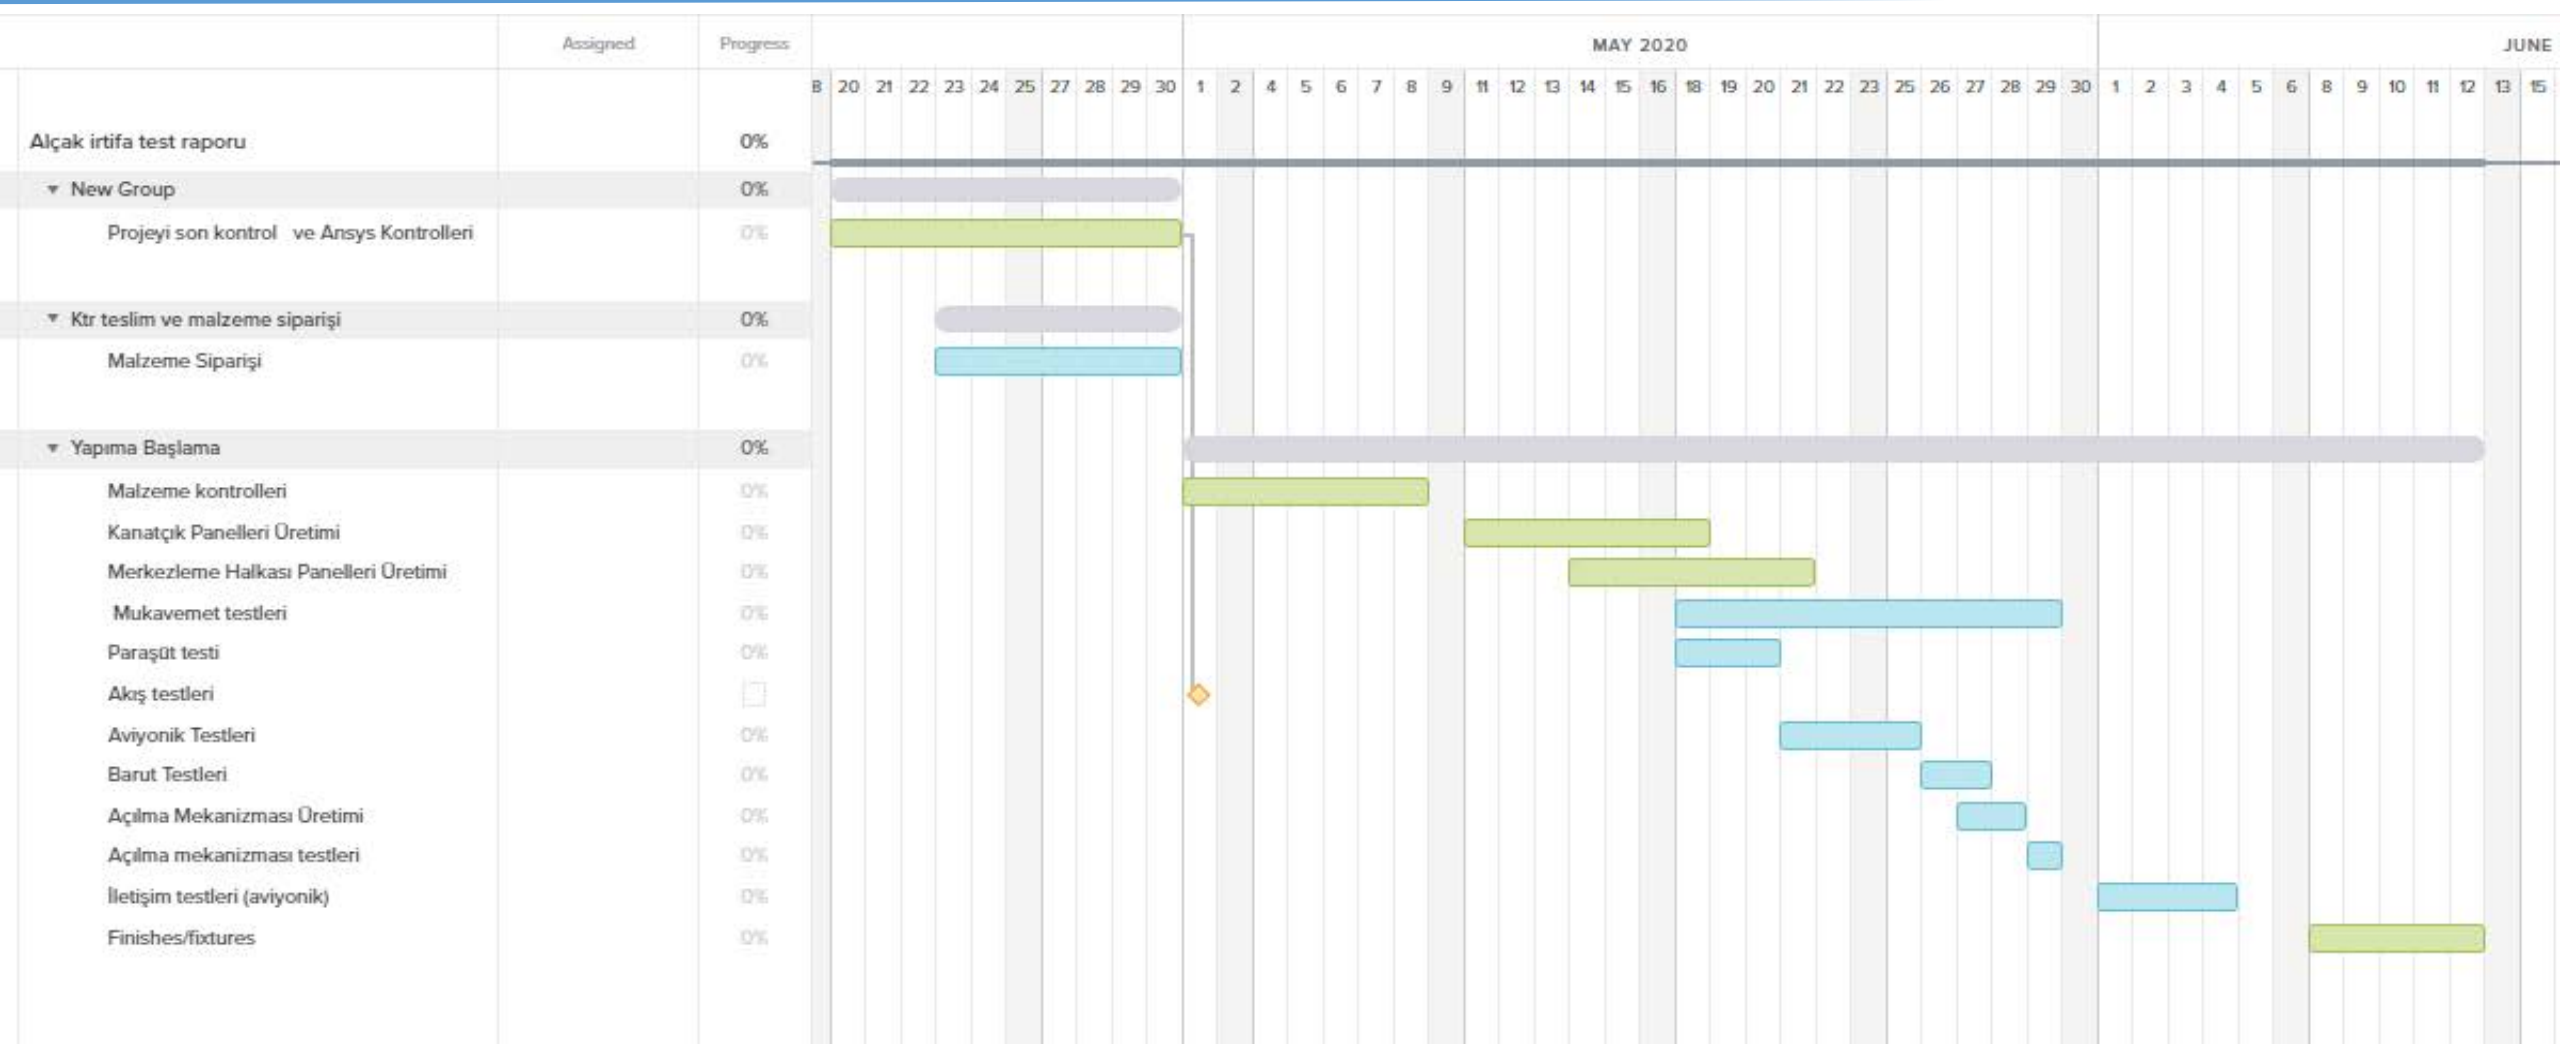 Assigned Progress MAY 2020 JUNE
8 20 21 22 23 24 25 27 28 29 30 1 2 4 5 6 7 8 9 11 12 13 14 15 16 18 19 20 21 22 23 25 26 27 28 29 30 1 2 3 4 5 6 8 9 10 11 12 13 15
Alçak irtifa test raporu 0%
New Group 0%
Projeyi son kontrol ve Ansys Kontrolleri 0%
Ktr teslim ve malzeme siparişi 0%
Malzeme Siparişi 0%
Yapıma Başlama 0%
Malzeme kontrolleri 0%
Kanatçık Panelleri Üretimi 0%
Merkezleme Halkası Panelleri Üretimi 0%
Mukavemet testleri 0%
Paraşüt testi 0%
Akış testleri
Aviyonik Testleri 0%
Barut Testleri 0%
Açılma Mekanizması Üretimi 0%
Açılma mekanizması testleri 0%
İletişim testleri (aviyonik) 0%
Finishes/fixtures 0%